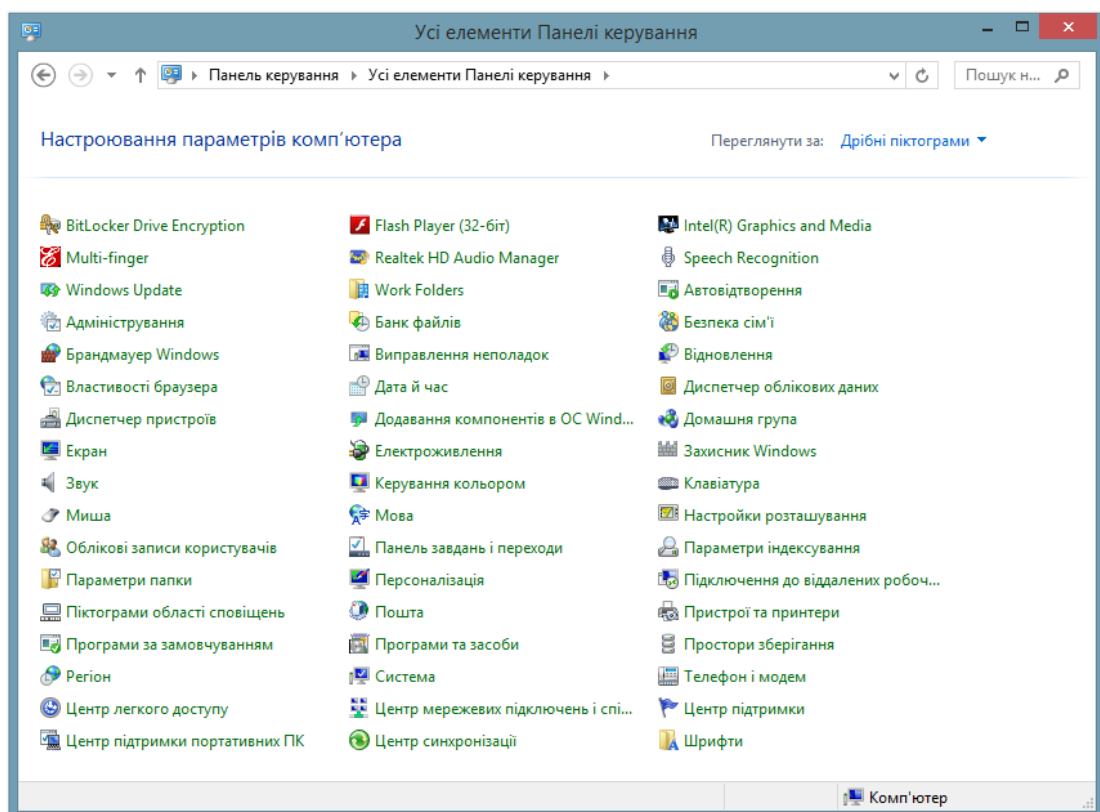 Усі елементи Панелі керування
Панель керування Усі елементи Панелі керування Пошук н...
Настроювання параметрів комп'ютера Переглянути за: Дрібні піктограми
BitLocker Drive Encryption Flash Player (32-біт) Intel(R) Graphics and Media
Multi-finger Realtek HD Audio Manager Speech Recognition
Windows Update Work Folders Автовідтворення
Адміністрування Банк файлів Безпека сім'ї
Брандмауер Windows Виправлення неполадок Відновлення
Властивості браузера Дата й час Диспетчер облікових даних
Диспетчер пристроїв Додавання компонентів в ОС Wind... Домашня група
Екран Електроживлення Захисник Windows
Звук Керування кольором Клавіатура
Миша Мова Настройки розташування
Облікові записи користувачів Панель завдань і переходи Параметри індексування
Параметри папки Персоналізація Підключення до віддалених робоч...
Піктограми області сповіщень Пошта Пристрої та принтери
Програми за замовчуванням Програми та засоби Простори зберігання
Регіон Система Телефон і модем
Центр легкого доступу Центр мережевих підключень і спі... Центр підтримки
Центр підтримки портативних ПК Центр синхронізації Шрифти
Комп'ютер